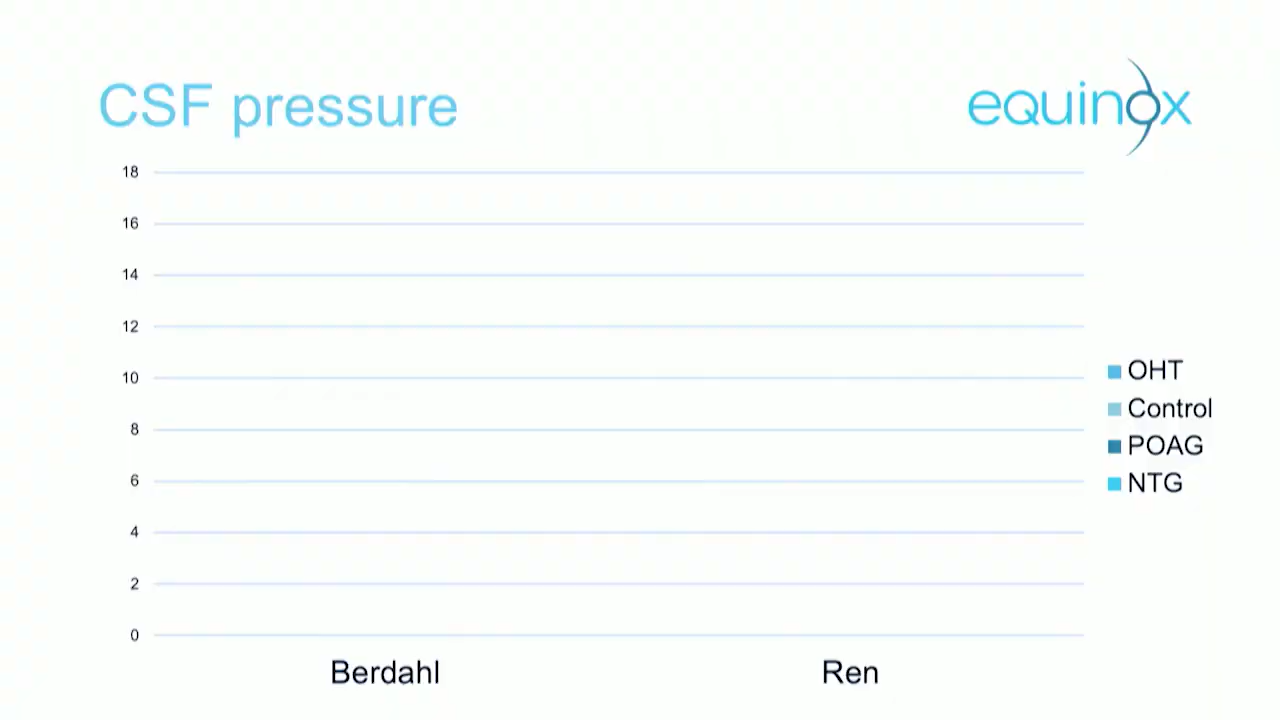 CSF pressure
equinox
18
16
14
12
10
8
6
4
2
0
OHT
Control
POAG
NTG
Berdahl
Ren